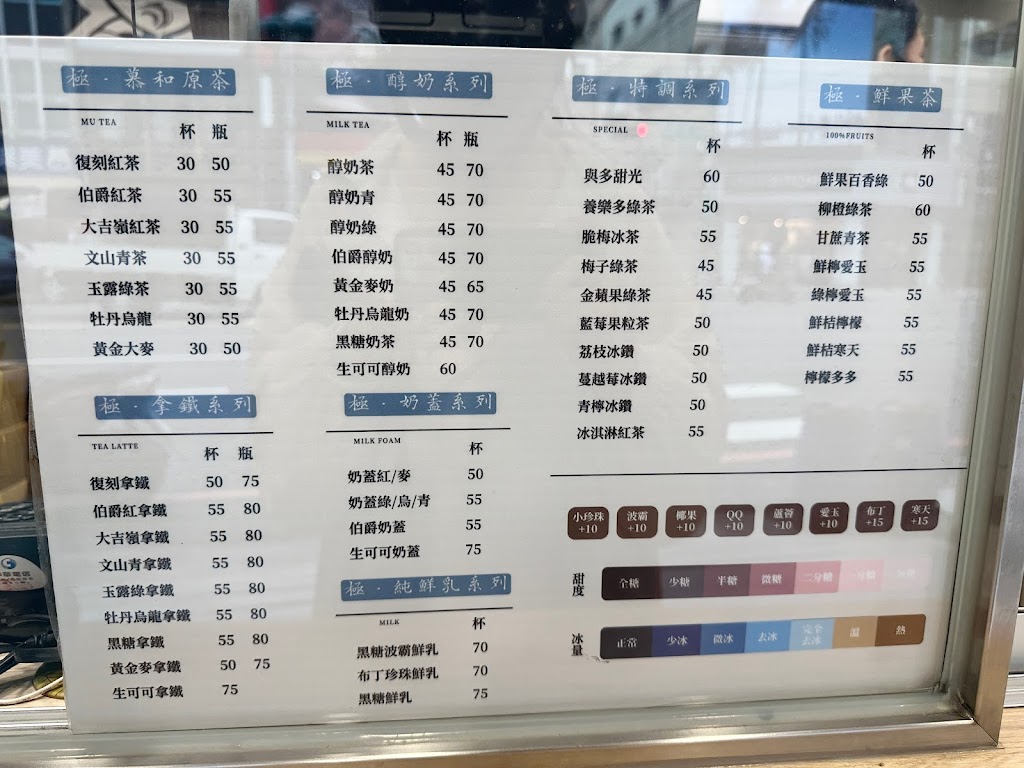 極·慕和原茶
MU TEA
杯 瓶
復刻紅茶 30 50
伯爵紅茶 30 55
大吉嶺紅茶 30 55
文山青茶 30 55
玉露綠茶 30 55
牡丹烏龍 30 55
黃金大麥 30 50
極·拿鐵系列
TEA LATTE
杯 瓶
復刻拿鐵 50 75
伯爵紅拿鐵 55 80
大吉嶺拿鐵 55 80
文山青拿鐵 55 80
玉露綠拿鐵 55 80
牡丹烏龍拿鐵 55 80
黑糖拿鐵 55 80
黃金麥拿鐵 50 75
生可可拿鐵 75
極·醇奶系列
MILK TEA
杯 瓶
醇奶茶 45 70
醇奶青 45 70
醇奶綠 45 70
伯爵醇奶 45 70
黃金麥奶 45 65
牡丹烏龍奶 45 70
黑糖奶茶 45 70
生可可醇奶 60
極·奶蓋系列
MILK FOAM
杯
奶蓋紅/麥 50
奶蓋綠/烏/青 55
伯爵奶蓋 55
生可可奶蓋 75
極·純鮮乳系列
MILK
杯
黑糖波霸鮮乳 70
布丁珍珠鮮乳 70
黑糖鮮乳 75
極·特調系列
SPECIAL
杯
與多甜光 60
養樂多綠茶 50
脆梅冰茶 55
梅子綠茶 45
金蘋果綠茶 45
藍莓果粒茶 50
荔枝冰鑽 50
蔓越莓冰鑽 50
青檸冰鑽 50
冰淇淋紅茶 55
極·鮮果茶
100%FRUITS
杯
鮮果百香綠 50
柳橙綠茶 60
甘蔗青茶 55
鮮檸愛玉 55
綠檸愛玉 55
鮮桔檸檬 55
鮮桔寒天 55
檸檬多多 55
小珍珠 +10 波霸 +10 椰果 +10 QQ +10 蘆薈 +10 愛玉 +10 布丁 +15 寒天 +15
甜度 全糖 少糖 半糖 微糖 二分糖 一分糖
冰量 正常 少冰 微冰 去冰 完全去冰 溫 熱